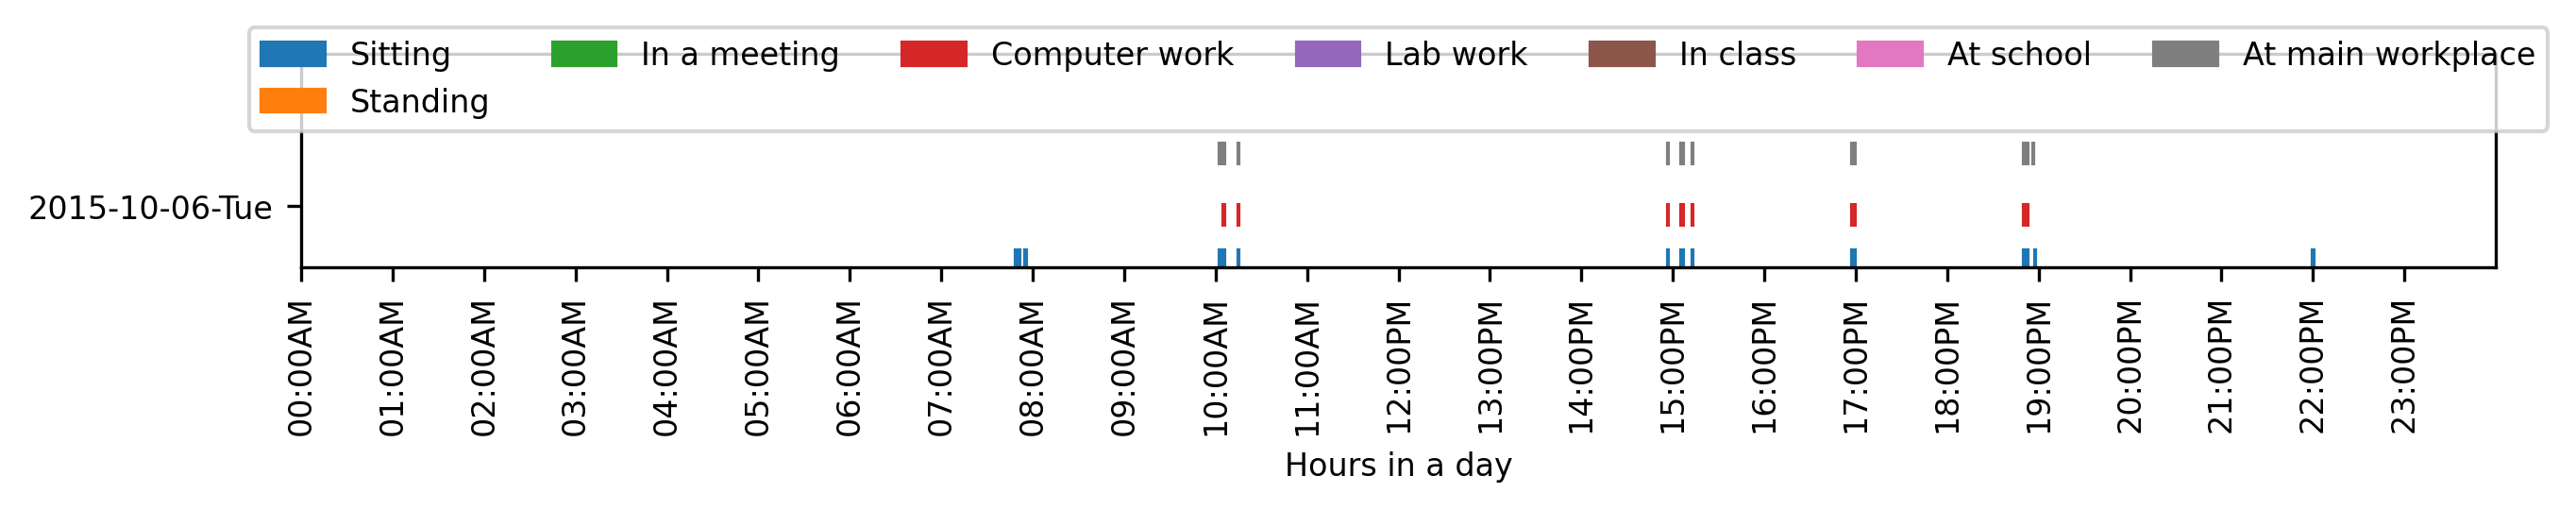 Sitting In a meeting Computer work Lab work In class At school At main workplace
Standing
2015-10-06-Tue
00:00AM 01:00AM 02:00AM 03:00AM 04:00AM 05:00AM 06:00AM 07:00AM 08:00AM 09:00AM 10:00AM 11:00AM 12:00PM 13:00PM 14:00PM 15:00PM 16:00PM 17:00PM 18:00PM 19:00PM 20:00PM 21:00PM 22:00PM 23:00PM
Hours in a day